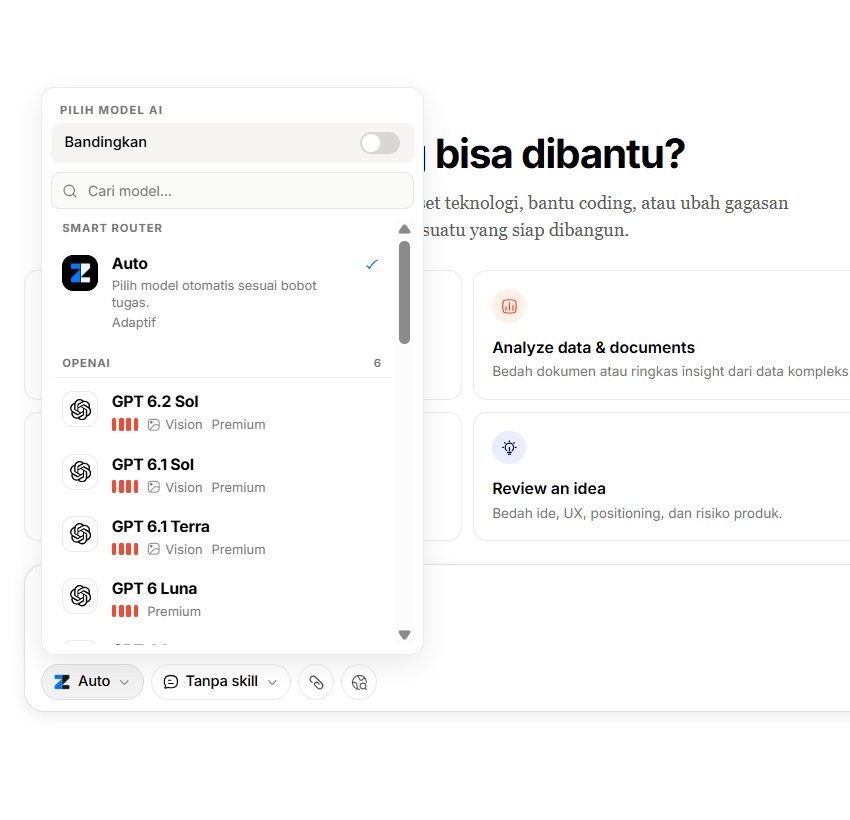 PILIH MODEL AI
Bandingkan
Cari model...
SMART ROUTER
Auto
Pilih model otomatis sesuai bobot
tugas.
Adaptif
OPENAI 6
GPT 6.2 Sol
Vision Premium
GPT 6.1 Sol
Vision Premium
GPT 6.1 Terra
Vision Premium
GPT 6 Luna
Premium
bisa dibantu?
teknologi, bantu coding, atau ubah gagasan
yang siap dibangun.
Analyze data & documents
Bedah dokumen atau ringkas insight dari data kompleks
Review an idea
Bedah ide, UX, positioning, dan risiko produk.
Auto
Tanpa skill